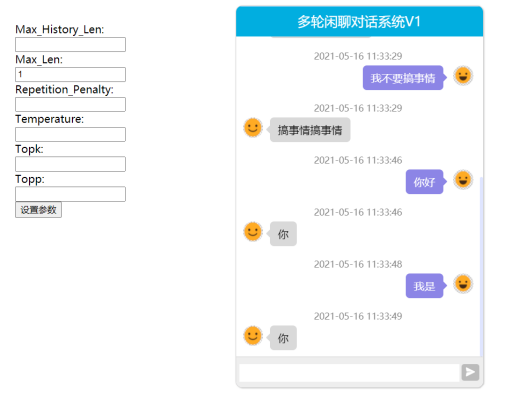 Max_History_Len:
Max_Len:
1
Repetition_Penalty:
Temperature:
Topk:
Topp:
设置参数
多轮闲聊对话系统V1
2021-05-16 11:33:29
我不要搞事情
2021-05-16 11:33:29
搞事情搞事情
2021-05-16 11:33:46
你好
2021-05-16 11:33:46
你
2021-05-16 11:33:48
我是
2021-05-16 11:33:49
你